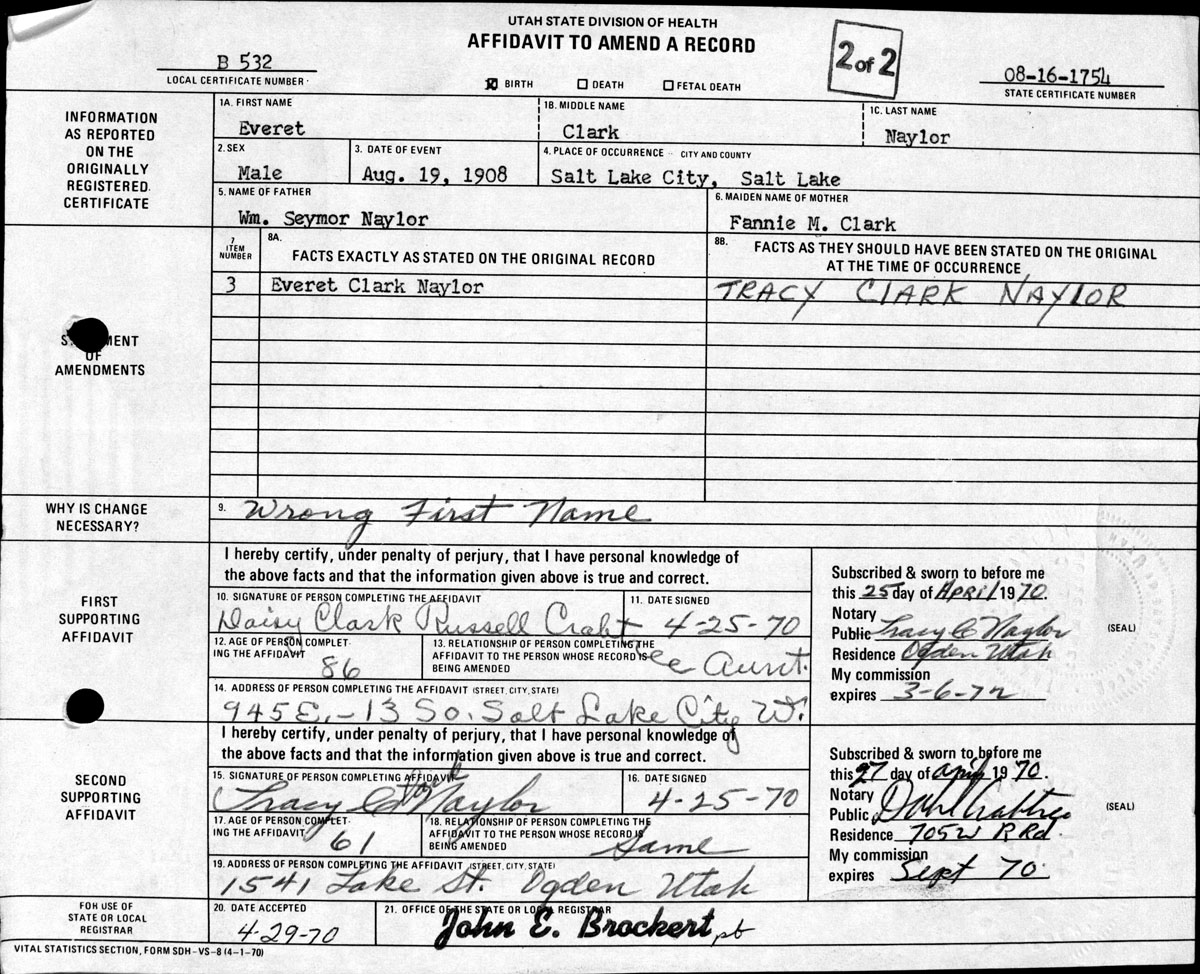 UTAH STATE DIVISION OF HEALTH
AFFIDAVIT TO AMEND A RECORD
2 of 2
B 532
LOCAL CERTIFICATE NUMBER
☒ BIRTH ☐ DEATH ☐ FETAL DEATH
08-16-1754
STATE CERTIFICATE NUMBER
INFORMATION
AS REPORTED
ON THE
ORIGINALLY
REGISTERED
CERTIFICATE
1A. FIRST NAME 1B. MIDDLE NAME 1C. LAST NAME
Everet Clark Naylor
2. SEX 3. DATE OF EVENT 4. PLACE OF OCCURRENCE - CITY AND COUNTY
Male Aug. 19, 1908 Salt Lake City, Salt Lake
5. NAME OF FATHER 6. MAIDEN NAME OF MOTHER
Wm. Seymor Naylor Fannie M. Clark
STATEMENT
OF
AMENDMENTS
7
ITEM
NUMBER
8A.
FACTS EXACTLY AS STATED ON THE ORIGINAL RECORD
8B. FACTS AS THEY SHOULD HAVE BEEN STATED ON THE ORIGINAL
AT THE TIME OF OCCURRENCE
3 Everet Clark Naylor TRACY CLARK NAYLOR
WHY IS CHANGE
NECESSARY?
9. Wrong First Name
FIRST
SUPPORTING
AFFIDAVIT
I hereby certify, under penalty of perjury, that I have personal knowledge of
the above facts and that the information given above is true and correct.
10. SIGNATURE OF PERSON COMPLETING THE AFFIDAVIT 11. DATE SIGNED
Daisy Clark Russell 4-25-70
12. AGE OF PERSON COMPLET-
ING THE AFFIDAVIT
86
13. RELATIONSHIP OF PERSON COMPLETING THE
AFFIDAVIT TO THE PERSON WHOSE RECORD IS
BEING AMENDED
Aunt.
14. ADDRESS OF PERSON COMPLETING THE AFFIDAVIT (STREET, CITY, STATE)
945 E. - 13 So. Salt Lake City
Subscribed & sworn to before me
this 25 day of APRIL 1970.
Notary
Public Tracy C Naylor
Residence Ogden Utah
My commission
expires 3-6-72
(SEAL)
SECOND
SUPPORTING
AFFIDAVIT
I hereby certify, under penalty of perjury, that I have personal knowledge of
the above facts and that the information given above is true and correct.
15. SIGNATURE OF PERSON COMPLETING AFFIDAVIT 16. DATE SIGNED
Tracy C Naylor 4-25-70
17. AGE OF PERSON COMPLET-
ING THE AFFIDAVIT
61
18. RELATIONSHIP OF PERSON COMPLETING THE
AFFIDAVIT TO THE PERSON WHOSE RECORD IS
BEING AMENDED
Same
19. ADDRESS OF PERSON COMPLETING THE AFFIDAVIT (STREET, CITY, STATE)
1541 Lake St. Ogden Utah
Subscribed & sworn to before me
this 27 day of April 1970.
Notary
Public
Residence 705 W
My commission
expires Sept 70
(SEAL)
FOR USE OF
STATE OR LOCAL
REGISTRAR
20. DATE ACCEPTED 21. OFFICE OF THE STATE OR LOCAL REGISTRAR
4-29-70 John E. Brockert pb
VITAL STATISTICS SECTION, FORM SDH-VS-8 (4-1-70)